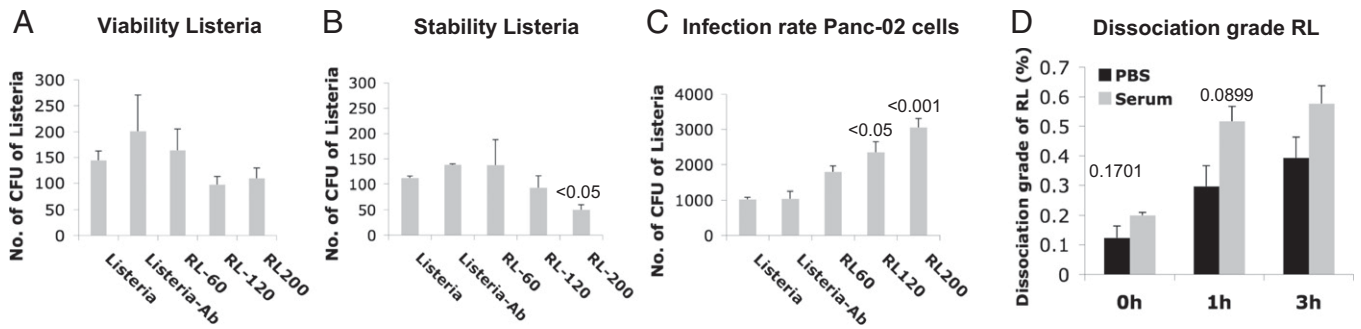 A Viability Listeria
No. of CFU of Listeria
300
250
200
150
100
50
0
Listeria
Listeria-Ab
RL-60
RL-120
RL200
B Stability Listeria
No. of CFU of Listeria
300
250
200
150
100
50
0
<0.05
Listeria
Listeria-Ab
RL-60
RL-120
RL-200
C Infection rate Panc-02 cells
No. of CFU of Listeria
4000
3000
2000
1000
0
<0.001
<0.05
Listeria
Listeria-Ab
RL60
RL120
RL200
D Dissociation grade RL
Dissociation grade of RL (%)
0.7
0.6
0.5
0.4
0.3
0.2
0.1
0
PBS
Serum
0.1701
0.0899
0h 1h 3h